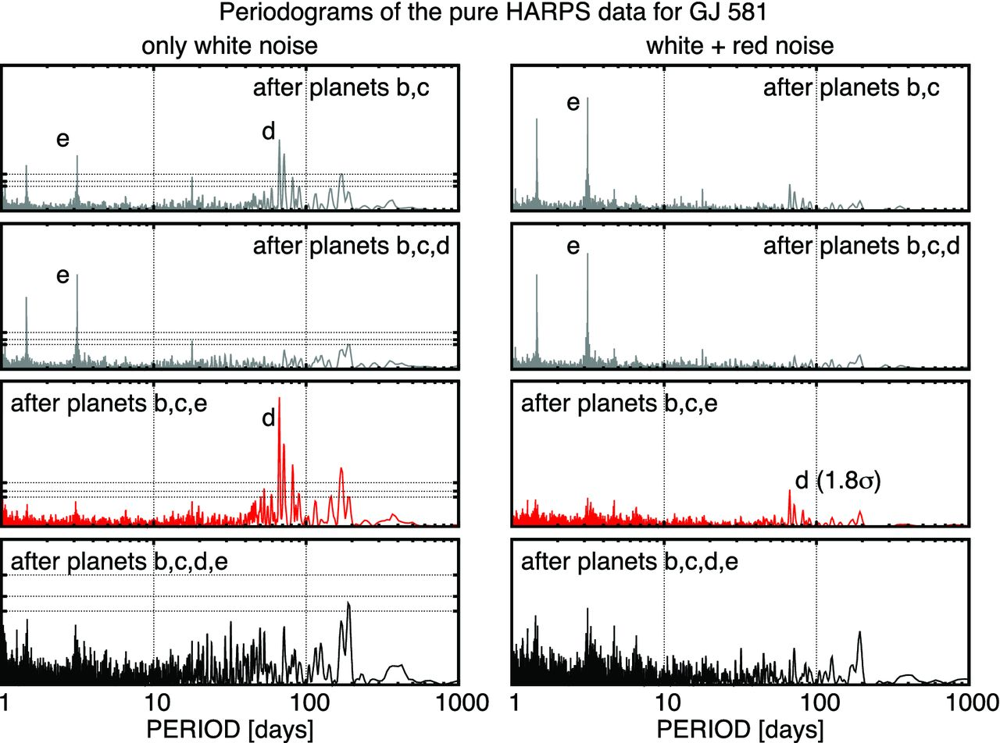 Periodograms of the pure HARPS data for GJ 581
only white noise
white + red noise
after planets b,c
e
d
after planets b,c
e
after planets b,c,d
e
after planets b,c,d
e
after planets b,c,e
d
after planets b,c,e
d (1.8σ)
after planets b,c,d,e
after planets b,c,d,e
1 10 100 1000
1 10 100 1000
PERIOD [days]
PERIOD [days]